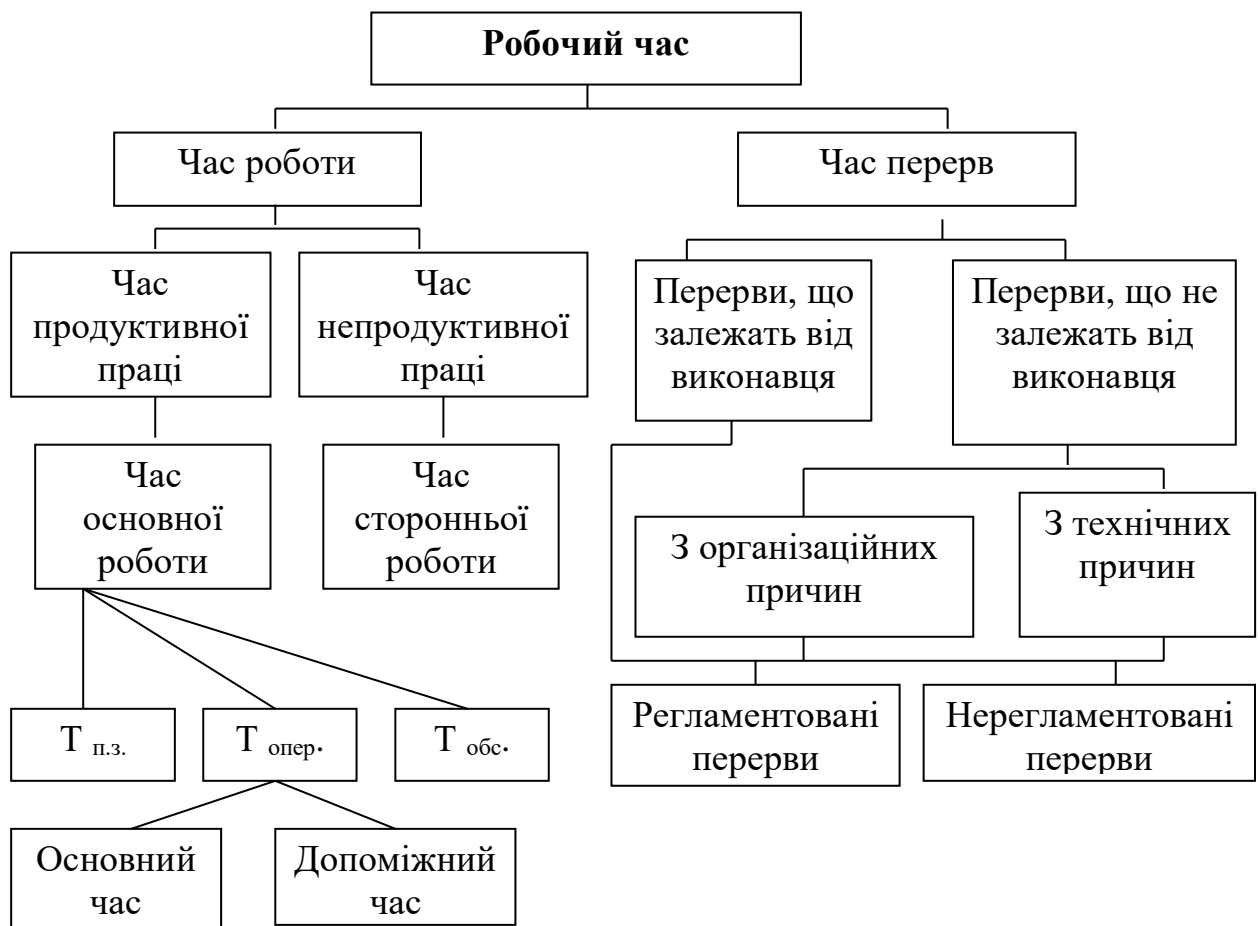 Робочий час
Час роботи
Час перерв
Час
продуктивної
праці
Час
непродуктивної
праці
Перерви, що
залежать від
виконавця
Перерви, що не
залежать від
виконавця
Час
основної
роботи
Час
сторонньої
роботи
З організаційних
причин
З технічних
причин
Т п.з.
Т опер.
Т обс.
Регламентовані
перерви
Нерегламентовані
перерви
Основний
час
Допоміжний
час